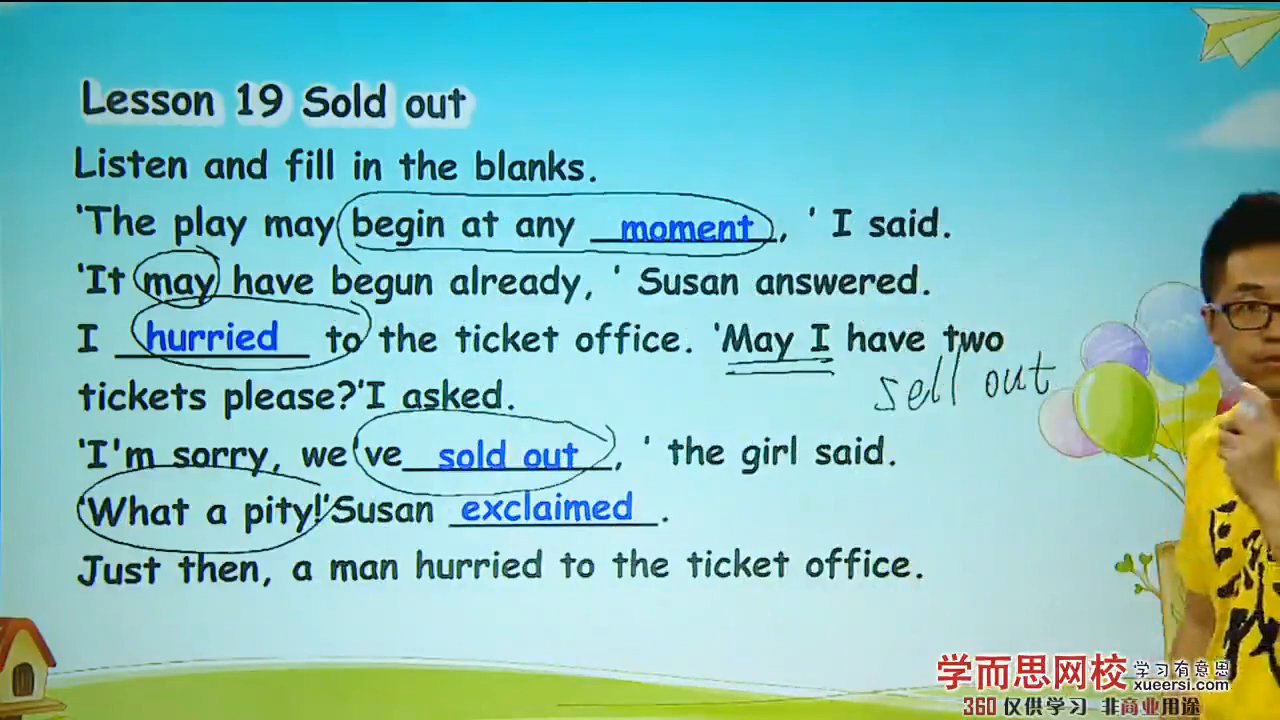 Lesson 19 Sold out
Listen and fill in the blanks.
'The play may begin at any moment, ' I said.
'It may have begun already, ' Susan answered.
I hurried to the ticket office. 'May I have two
sell out
tickets please?'I asked.
'I'm sorry, we've sold out, ' the girl said.
'What a pity!'Susan exclaimed.
Just then, a man hurried to the ticket office.
学而思网校 学习有意思
xueersi.com
360 仅供学习 非商业用途